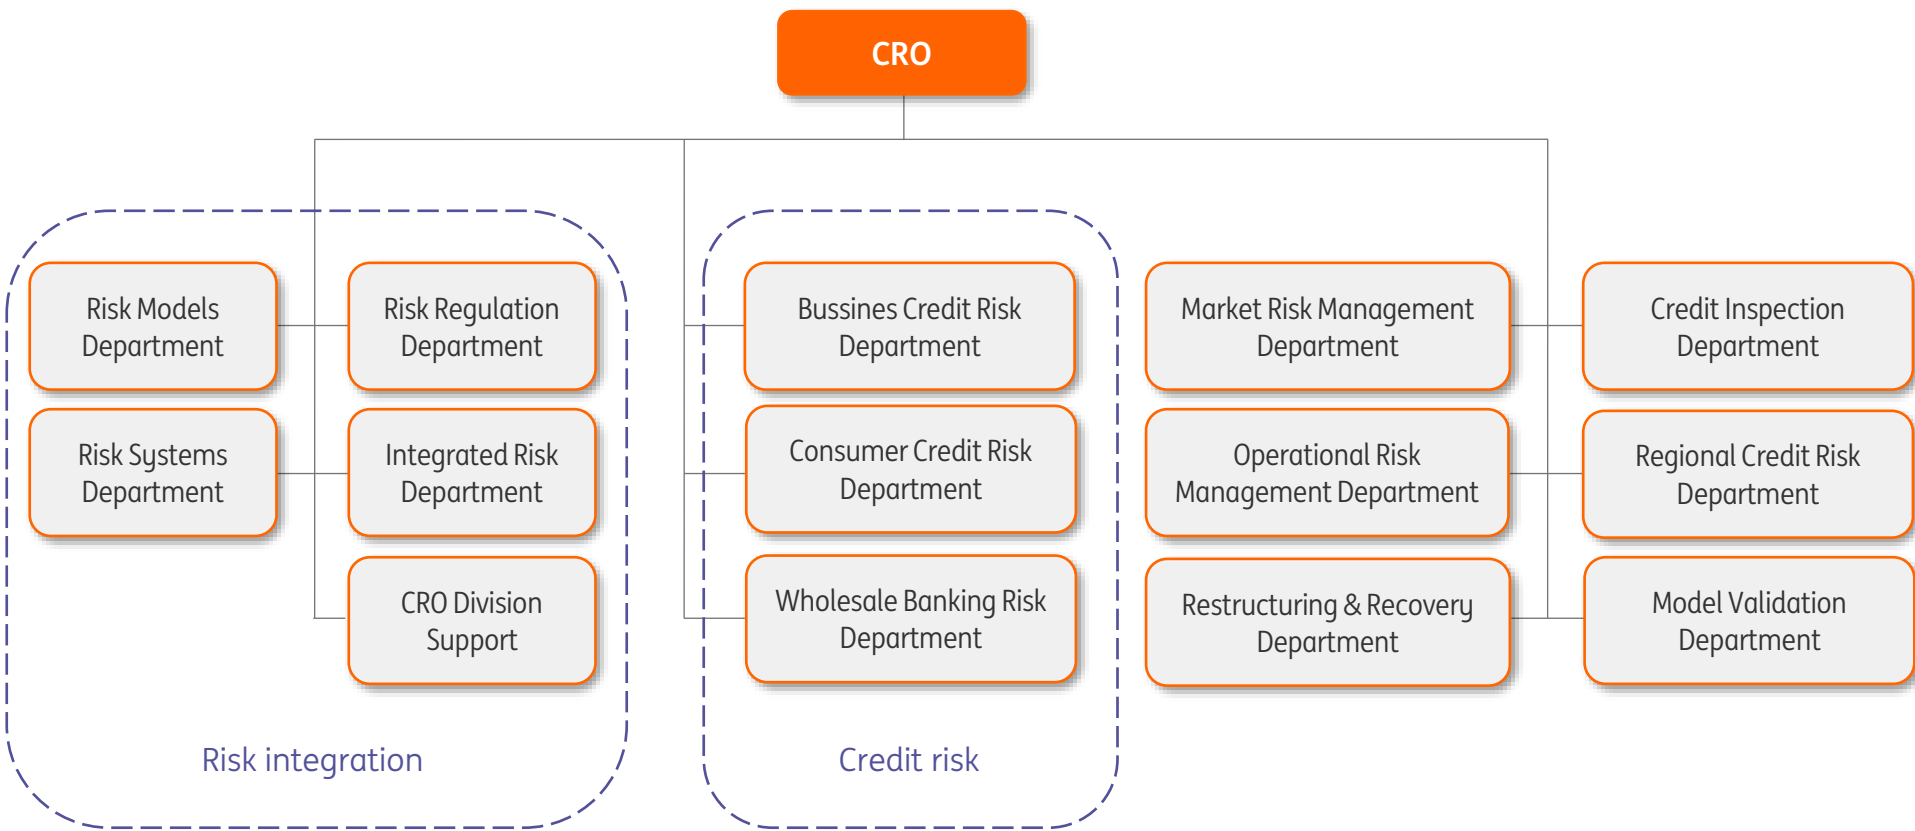 CRO
Risk Models
Department
Risk Regulation
Department
Risk Systems
Department
Integrated Risk
Department
CRO Division
Support
Risk integration
Bussines Credit Risk
Department
Consumer Credit Risk
Department
Wholesale Banking Risk
Department
Credit risk
Market Risk Management
Department
Credit Inspection
Department
Operational Risk
Management Department
Regional Credit Risk
Department
Restructuring & Recovery
Department
Model Validation
Department